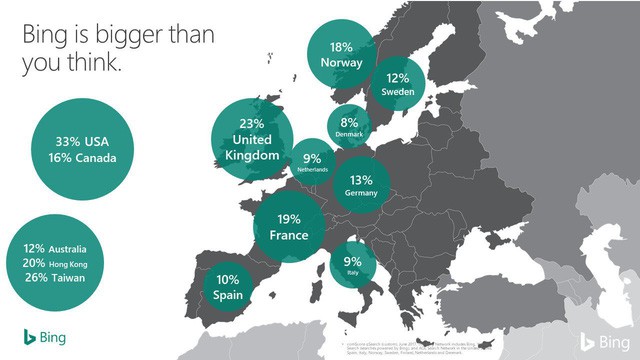 Bing is bigger than
you think.
18%
Norway
12%
Sweden
33% USA
16% Canada
23%
United
Kingdom
8%
Denmark
9%
Netherlands
13%
Germany
19%
France
12% Australia
20% Hong Kong
26% Taiwan
9%
Italy
10%
Spain
Bing
Bing